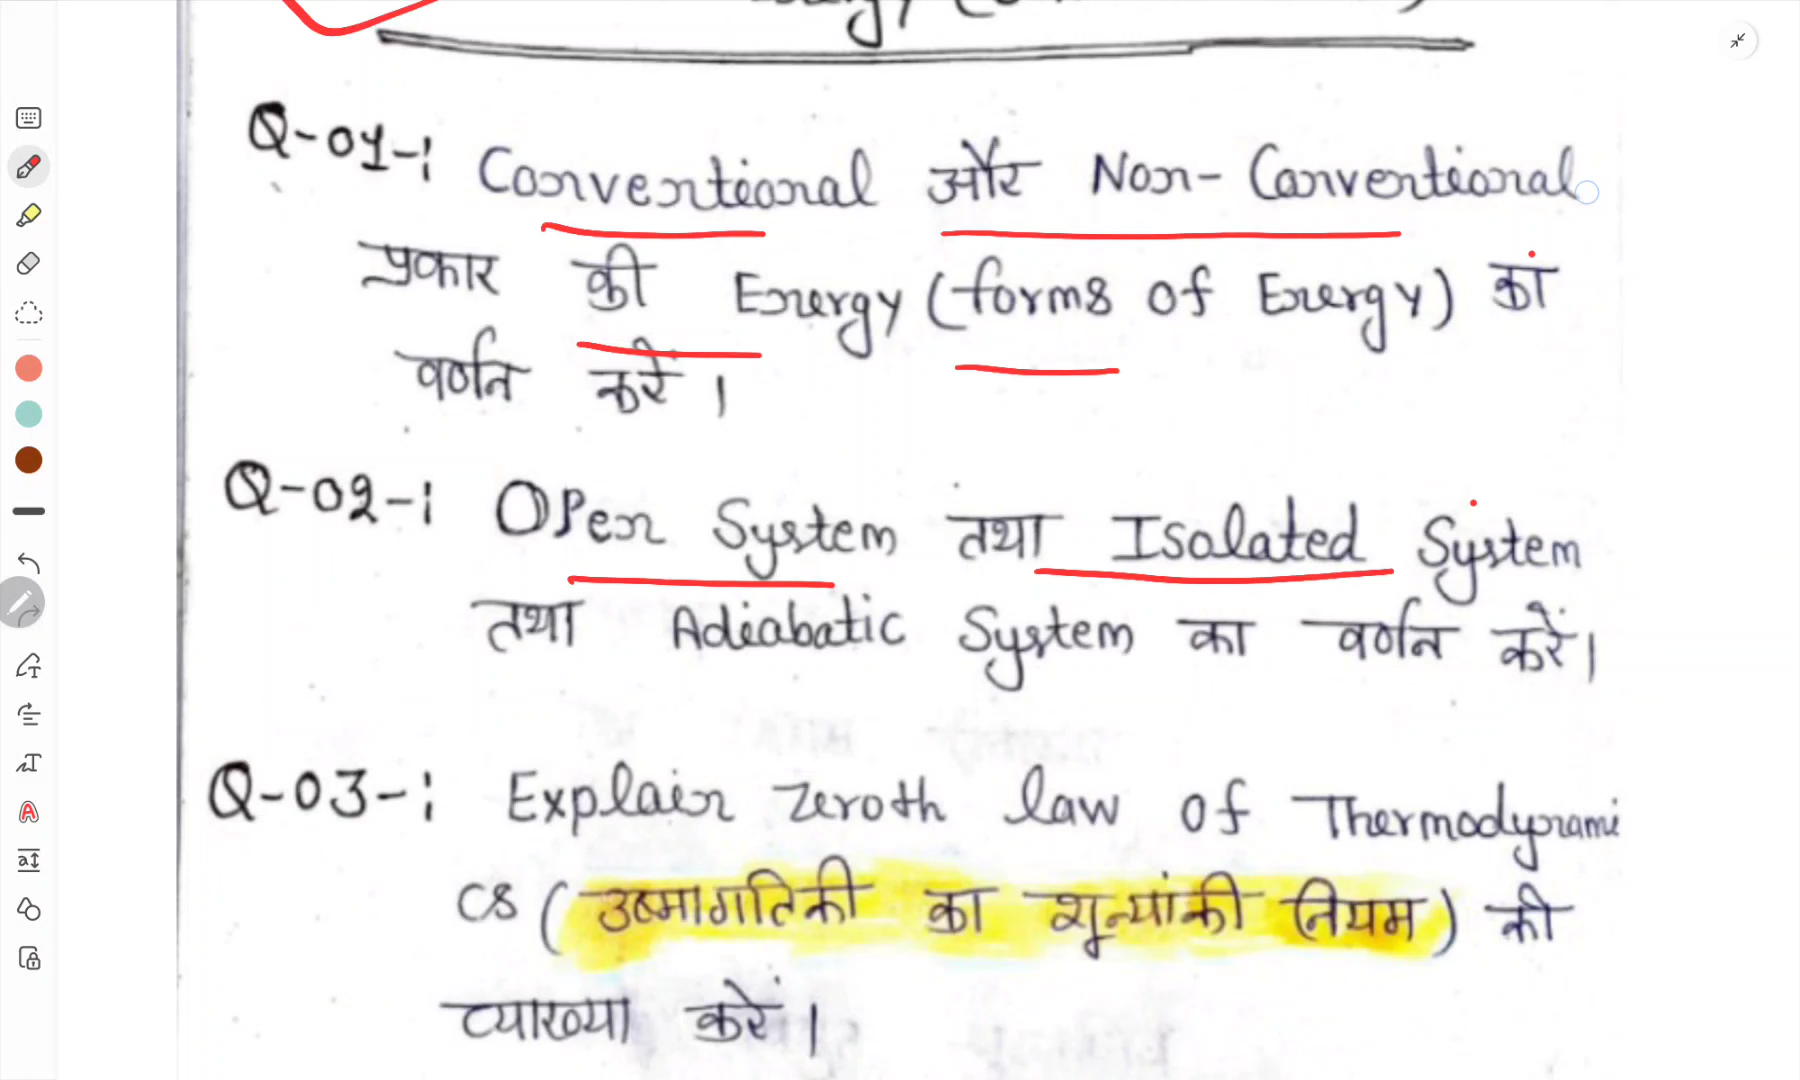 Q-01-: Conventional और Non-Conventional
प्रकार की Energy (forms of Energy) का
वर्णन करें।
Q-02-: Open System तथा Isolated System
तथा Adiabatic System का वर्णन करें।
Q-03-: Explain Zeroth law of Thermodynami
cs (उष्मागतिकी का शून्यांकी नियम) की
व्याख्या करें।